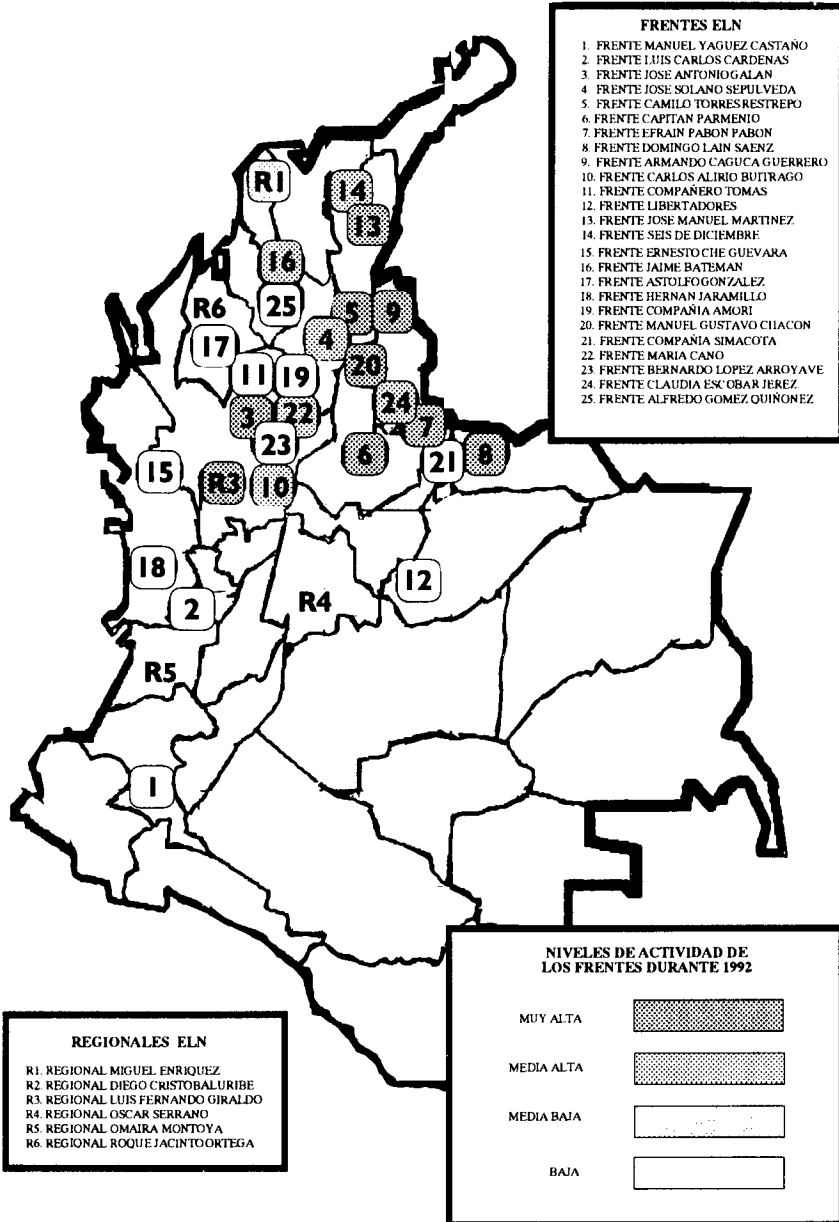 FRENTES ELN
1. FRENTE MANUEL YAGUEZ CASTAÑO
2. FRENTE LUIS CARLOS CARDENAS
3. FRENTE JOSE ANTONIO GALAN
4 FRENTE JOSE SOLANO SEPULVEDA
5. FRENTE CAMILO TORRES RESTREPO
6. FRENTE CAPITAN PARMENIO
7. FRENTE EFRAIN PABON PABON
8. FRENTE DOMINGO LAIN SAENZ
9. FRENTE ARMANDO CAGUCA GUERRERO
10. FRENTE CARLOS ALIRIO BUITRAGO
11. FRENTE COMPAÑERO TOMAS
12. FRENTE LIBERTADORES
13. FRENTE JOSE MANUEL MARTINEZ
14. FRENTE SEIS DE DICIEMBRE
15. FRENTE ERNESTO CHE GUEVARA
16. FRENTE JAIME BATEMAN
17. FRENTE ASTOLFO GONZALEZ
18. FRENTE HERNAN JARAMILLO
19. FRENTE COMPAÑIA AMORI
20. FRENTE MANUEL GUSTAVO CHACON
21. FRENTE COMPAÑIA SIMACOTA
22. FRENTE MARIA CANO
23. FRENTE BERNARDO LOPEZ ARROYAVE
24. FRENTE CLAUDIA ESCOBAR JEREZ
25. FRENTE ALFREDO GOMEZ QUIÑONEZ
R1
14
13
16
25
R6
5
9
4
17
20
11
19
24
3
22
7
23
6
21
8
15
R3
10
18
12
2
R4
R5
1
NIVELES DE ACTIVIDAD DE
LOS FRENTES DURANTE 1992
MUY ALTA
MEDIA ALTA
MEDIA BAJA
BAJA
REGIONALES ELN
R1. REGIONAL MIGUEL ENRIQUEZ
R2. REGIONAL DIEGO CRISTOBAL URIBE
R3. REGIONAL LUIS FERNANDO GIRALDO
R4. REGIONAL OSCAR SERRANO
R5. REGIONAL OMAIRA MONTOYA
R6. REGIONAL ROQUE JACINTO ORTEGA